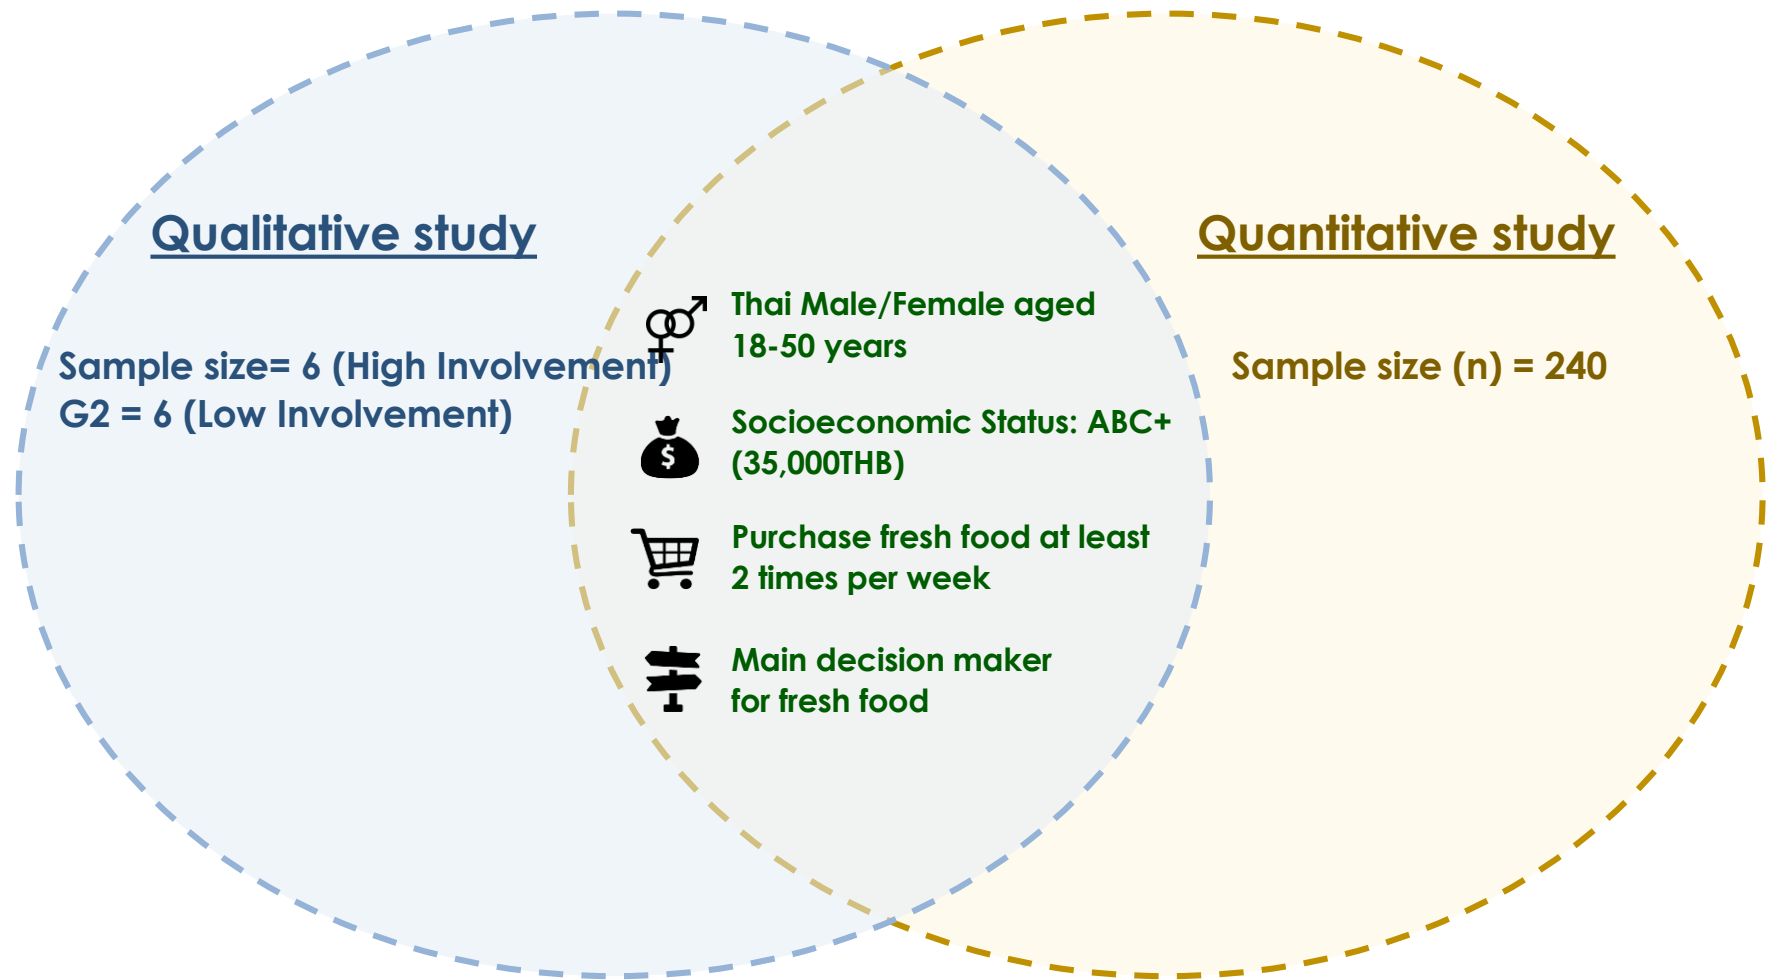 Qualitative study
Sample size= 6 (High Involvement)
G2 = 6 (Low Involvement)
Thai Male/Female aged
18-50 years
$
Socioeconomic Status: ABC+
(35,000THB)
Purchase fresh food at least
2 times per week
Main decision maker
for fresh food
Quantitative study
Sample size (n) = 240